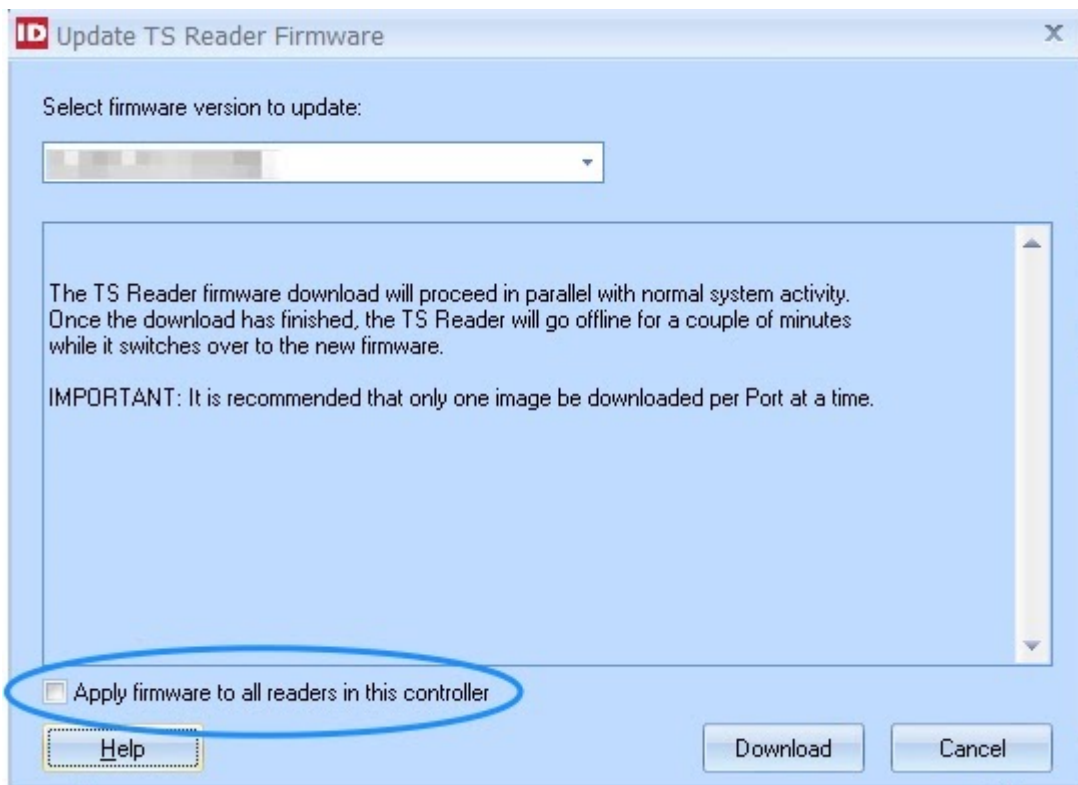 ID Update TS Reader Firmware
Select firmware version to update:
The TS Reader firmware download will proceed in parallel with normal system activity.
Once the download has finished, the TS Reader will go offline for a couple of minutes
while it switches over to the new firmware.
IMPORTANT: It is recommended that only one image be downloaded per Port at a time.
Apply firmware to all readers in this controller
Help Download Cancel